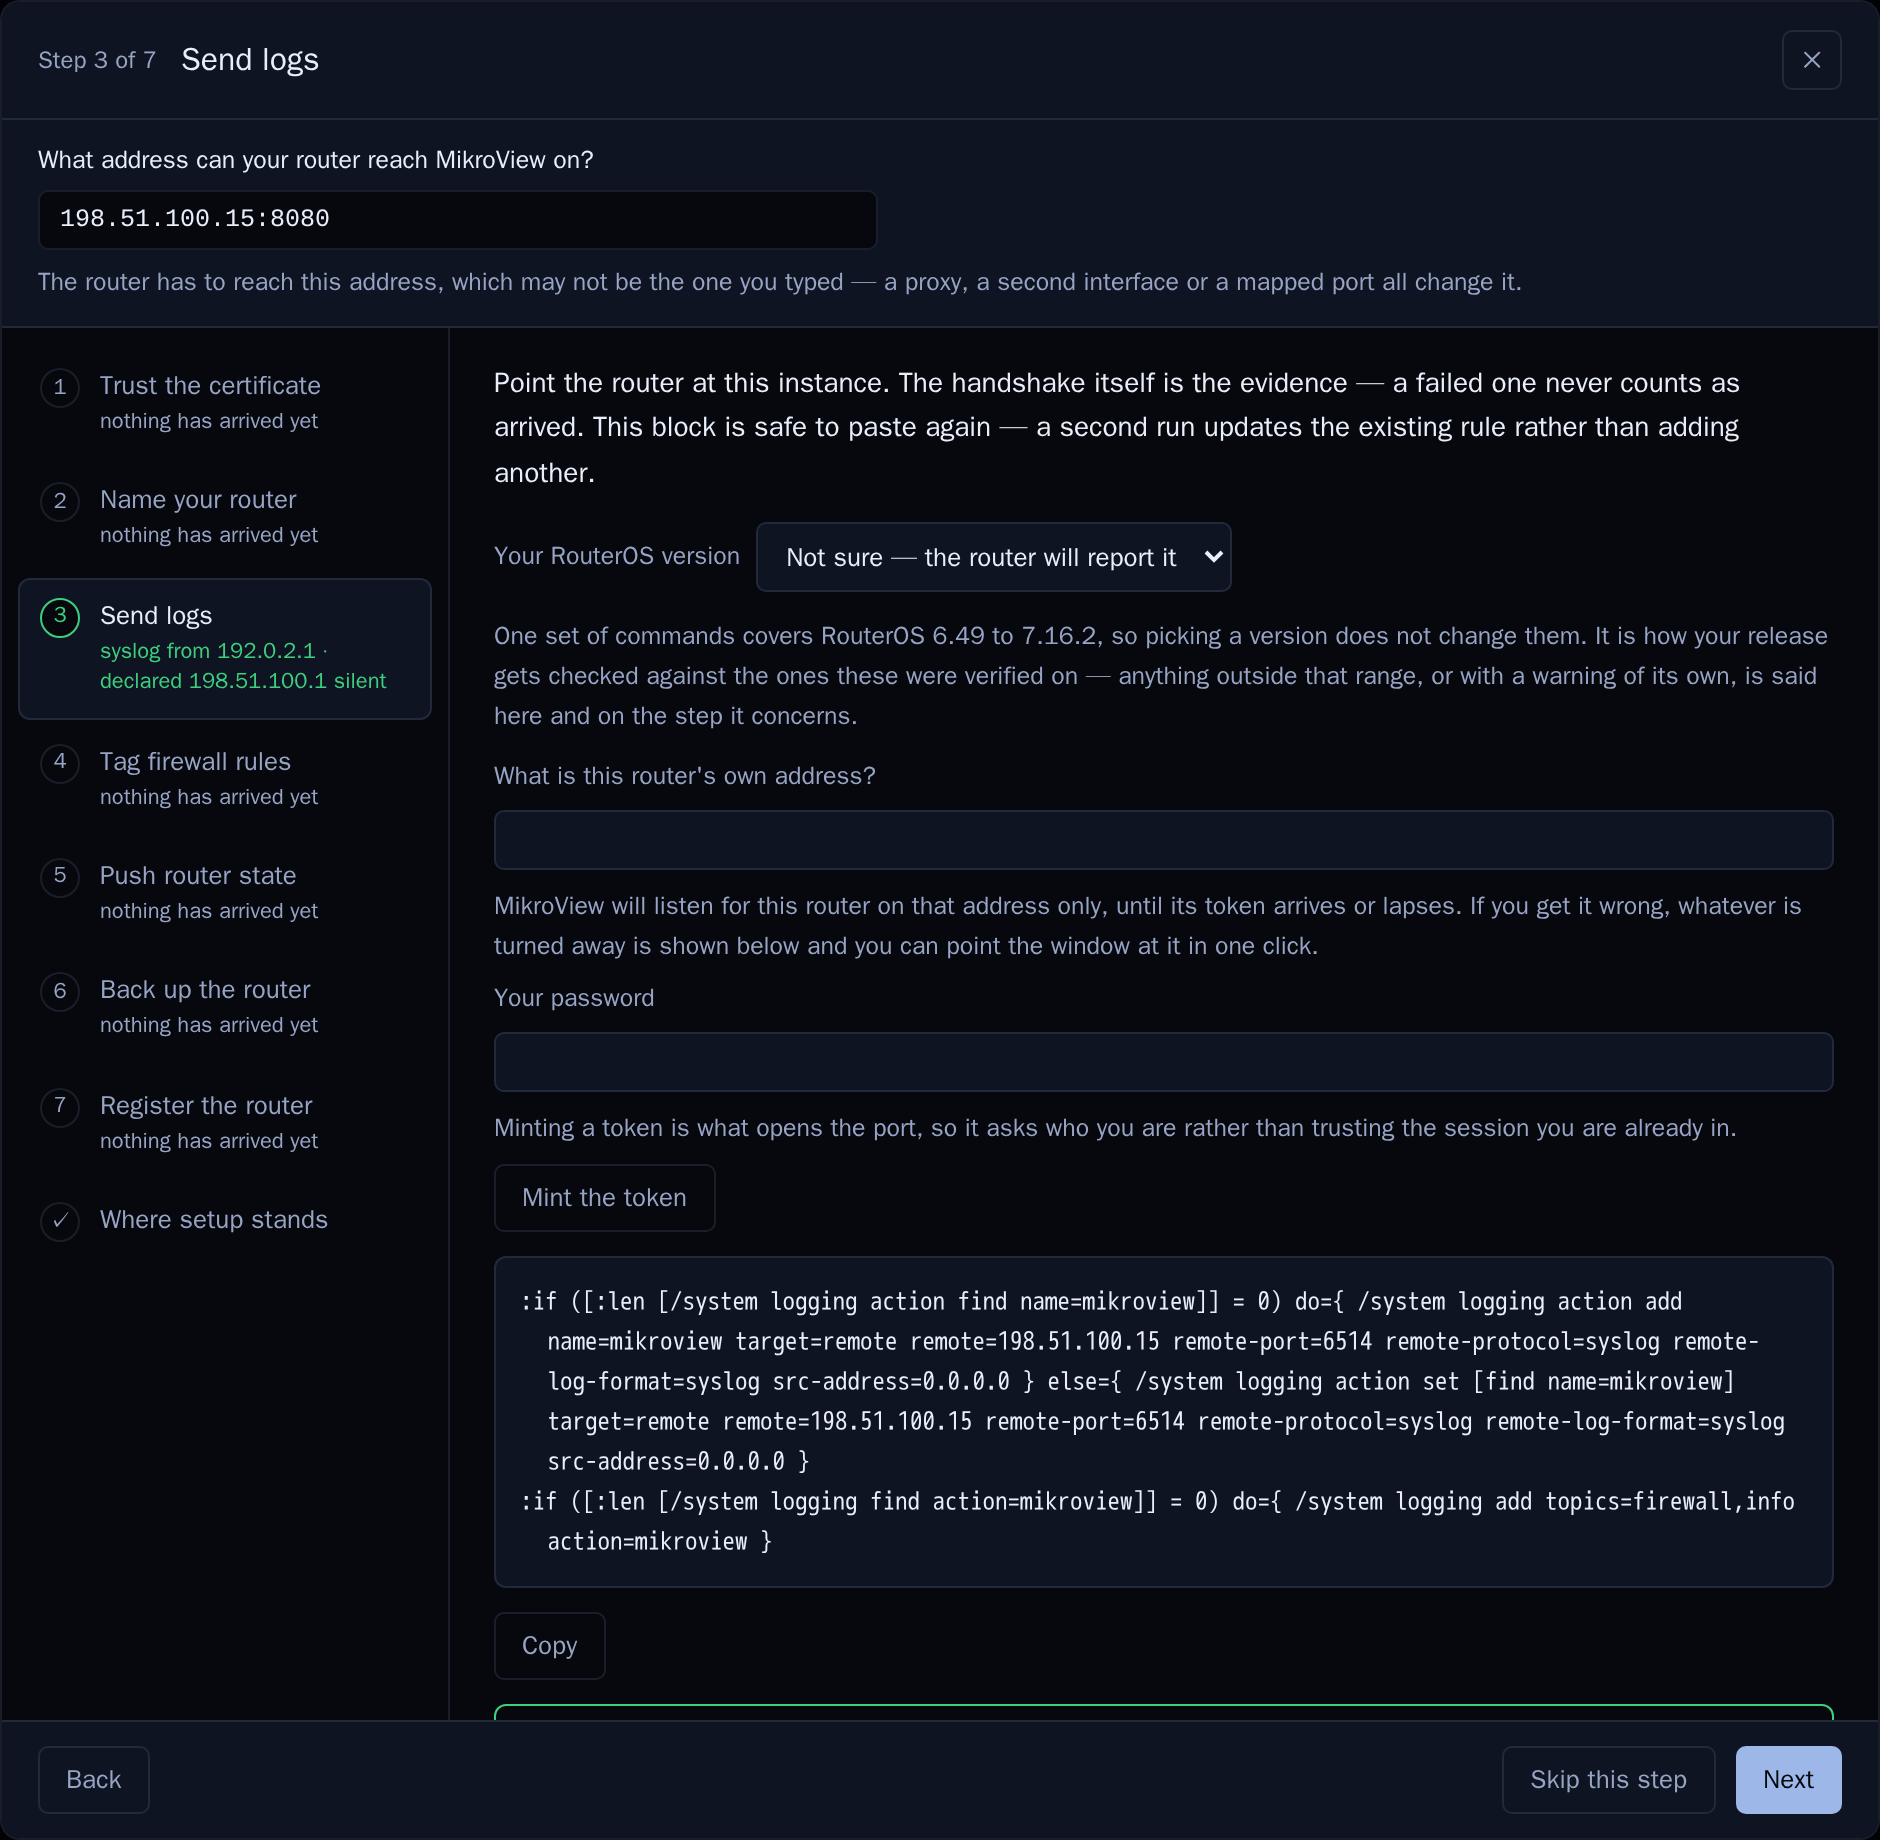 Step 3 of 7 Send logs
What address can your router reach MikroView on?
198.51.100.15:8080
The router has to reach this address, which may not be the one you typed — a proxy, a second interface or a mapped port all change it.
1 Trust the certificate
nothing has arrived yet
2 Name your router
nothing has arrived yet
3 Send logs
syslog from 192.0.2.1 ·
declared 198.51.100.1 silent
4 Tag firewall rules
nothing has arrived yet
5 Push router state
nothing has arrived yet
6 Back up the router
nothing has arrived yet
7 Register the router
nothing has arrived yet
✓ Where setup stands
Point the router at this instance. The handshake itself is the evidence — a failed one never counts as
arrived. This block is safe to paste again — a second run updates the existing rule rather than adding
another.
Your RouterOS version Not sure — the router will report it
One set of commands covers RouterOS 6.49 to 7.16.2, so picking a version does not change them. It is how your release
gets checked against the ones these were verified on — anything outside that range, or with a warning of its own, is said
here and on the step it concerns.
What is this router's own address?
MikroView will listen for this router on that address only, until its token arrives or lapses. If you get it wrong, whatever is
turned away is shown below and you can point the window at it in one click.
Your password
Minting a token is what opens the port, so it asks who you are rather than trusting the session you are already in.
Mint the token
:if ([:len [/system logging action find name=mikroview]] = 0) do={ /system logging action add
name=mikroview target=remote remote=198.51.100.15 remote-port=6514 remote-protocol=syslog remote-
log-format=syslog src-address=0.0.0.0 } else={ /system logging action set [find name=mikroview]
target=remote remote=198.51.100.15 remote-port=6514 remote-protocol=syslog remote-log-format=syslog
src-address=0.0.0.0 }
:if ([:len [/system logging find action=mikroview]] = 0) do={ /system logging add topics=firewall,info
action=mikroview }
Copy
Back
Skip this step
Next